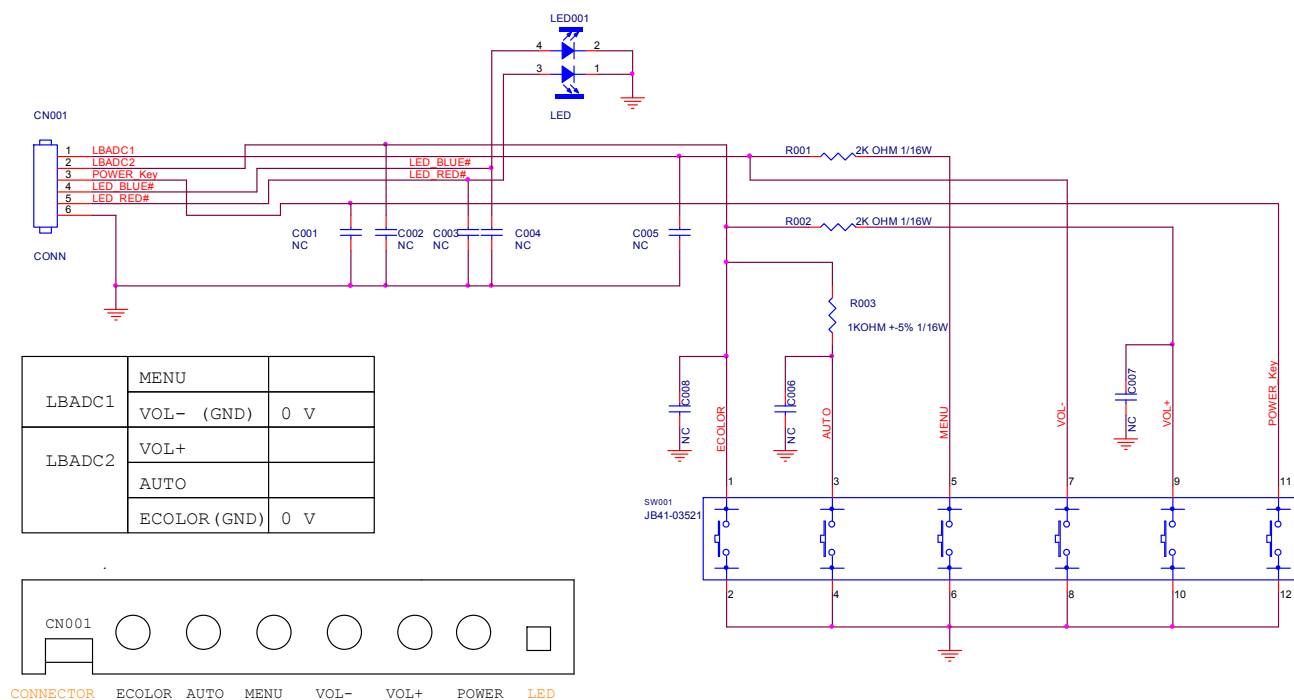 LED001
4 2
3 1
LED
CN001
1 LBADC1
2 LBADC2
3 POWER_Key
4 LED_BLUE#
5 LED_RED#
6
CONN
LED_BLUE#
LED_RED#
R001 2K OHM 1/16W
R002 2K OHM 1/16W
C001
NC
C002
NC
C003
NC
C004
NC
C005
NC
R003
1KOHM +-5% 1/16W
C008
NC
ECOLOR
C006
NC
AUTO
MENU
VOL-
C007
NC
VOL+
POWER_Key
LBADC1 MENU
VOL- (GND) 0 V
LBADC2 VOL+
AUTO
ECOLOR(GND) 0 V
1 3 5 7 9 11
SW001
JB41-03521
2 4 6 8 10 12
CN001
CONNECTOR ECOLOR AUTO MENU VOL- VOL+ POWER LED